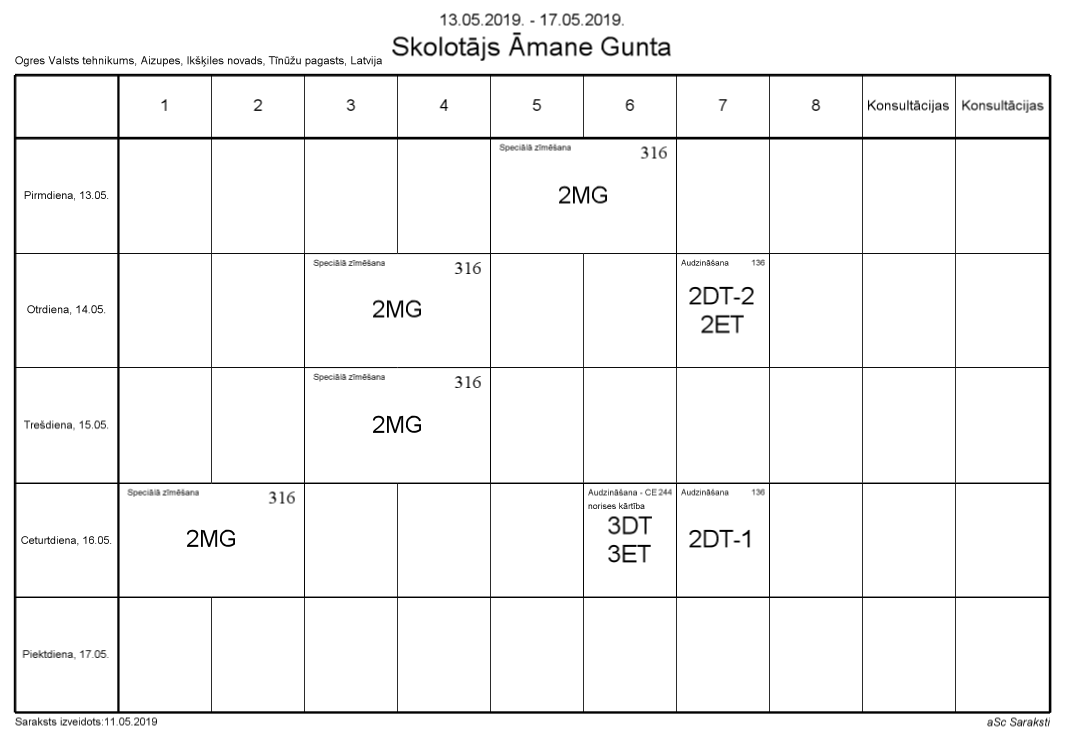 13.05.2019. - 17.05.2019.
Skolotājs Āmane Gunta
Ogres Valsts tehnikums, Aizupes, Ikšķiles novads, Tīnūžu pagasts, Latvija
1 2 3 4 5 6 7 8 Konsultācijas Konsultācijas
Pirmdiena, 13.05.
Speciālā zīmēšana 316
2MG
Otrdiena, 14.05.
Speciālā zīmēšana 316
2MG
Audzināšana 136
2DT-2
2ET
Trešdiena, 15.05.
Speciālā zīmēšana 316
2MG
Ceturtdiena, 16.05.
Speciālā zīmēšana 316
2MG
Audzināšana - CE 244
norises kārtība
3DT
3ET
Audzināšana 136
2DT-1
Piektdiena, 17.05.
Saraksts izveidots:11.05.2019
aSc Saraksti